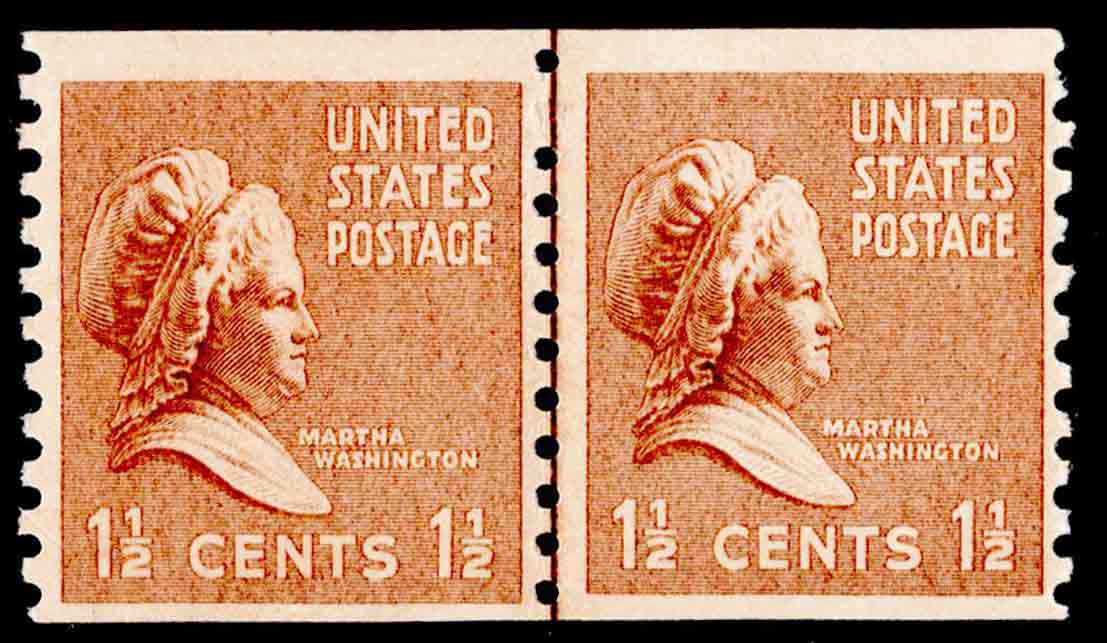 UNITED
STATES
POSTAGE
MARTHA
WASHINGTON
1½ CENTS 1½
UNITED
STATES
POSTAGE
MARTHA
WASHINGTON
1½ CENTS 1½